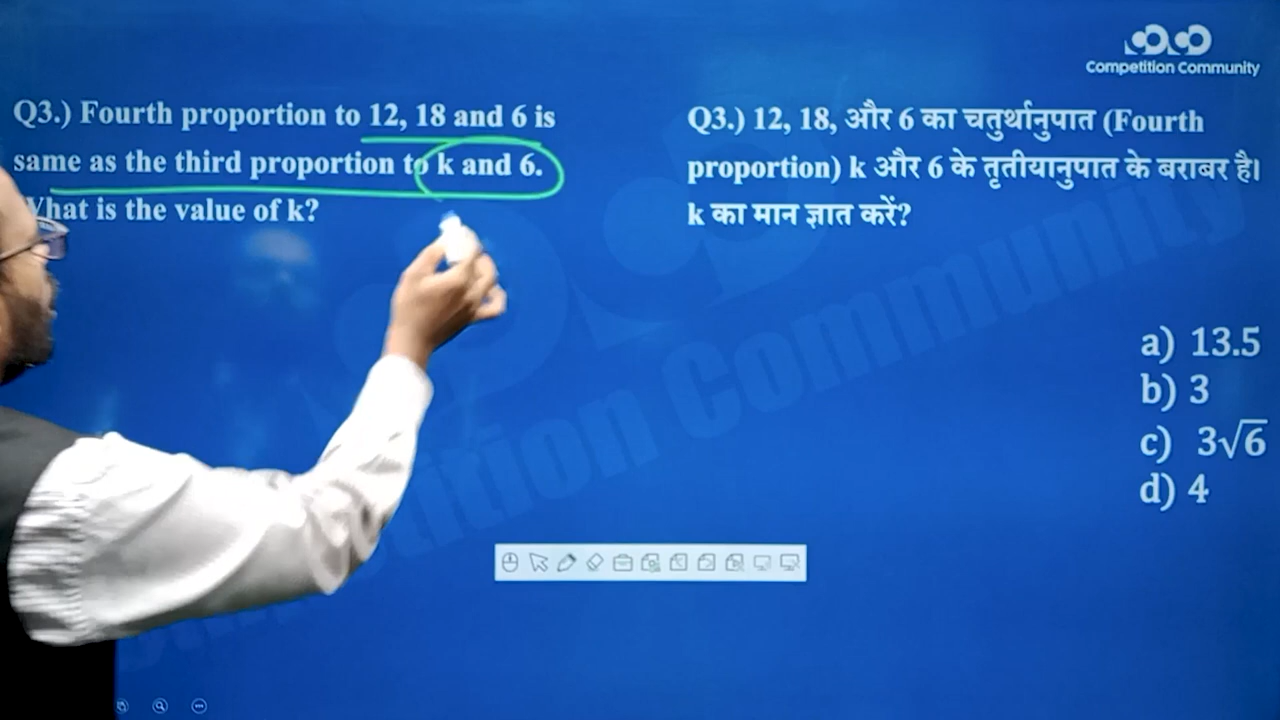 Competition Community
Q3.) Fourth proportion to 12, 18 and 6 is
same as the third proportion to k and 6.
What is the value of k?
Q3.) 12, 18, और 6 का चतुर्थानुपात (Fourth
proportion) k और 6 के तृतीयानुपात के बराबर है।
k का मान ज्ञात करें?
a) 13.5
b) 3
c) 3√6
d) 4
Competition Community